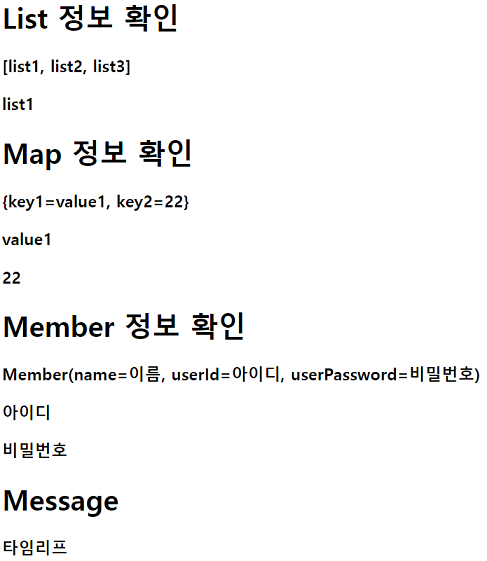 List 정보 확인
[list1, list2, list3]
list1
Map 정보 확인
{key1=value1, key2=22}
value1
22
Member 정보 확인
Member(name=이름, userId=아이디, userPassword=비밀번호)
아이디
비밀번호
Message
타임리프